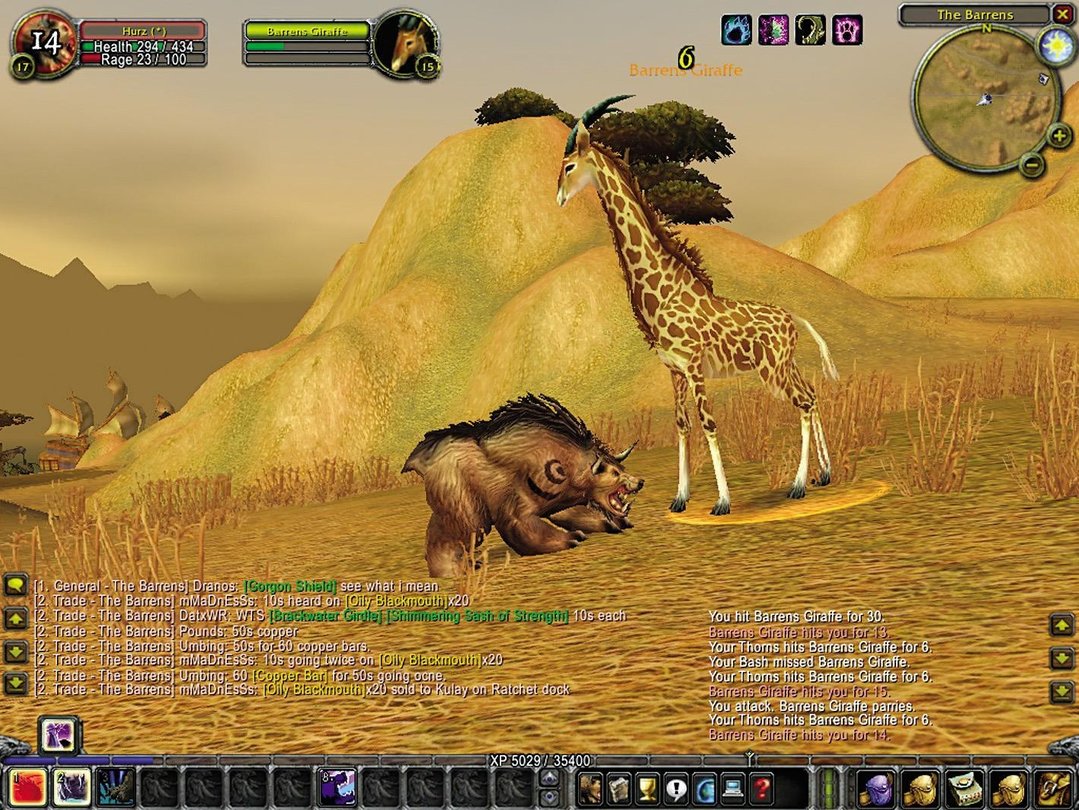 14
Hurz (*)
Health 294 / 434
17
Rage 23 / 100
Barrens Giraffe
15
6
Barrens Giraffe
The Barrens
N
[1. General - The Barrens] Dranos: [Gorgon Shield] see what i mean
[2. Trade - The Barrens] mMaDnEsSs: 10s heard on [Oily Blackmouth]x20
[2. Trade - The Barrens] DatxWR: WTS [Blackwater Girdle] [Shimmering Sash of Strength] 10s each
[2. Trade - The Barrens] Pounds: 50s copper
[2. Trade - The Barrens] Umbing: 50s for 60 copper bars.
[2. Trade - The Barrens] mMaDnEsSs: 10s going twice on [Oily Blackmouth]x20
[2. Trade - The Barrens] Umbing: 60 [Copper Bar] for 50s going ocne.
[2. Trade - The Barrens] mMaDnEsSs: [Oily Blackmouth]x20 sold to Kulay on Ratchet dock
You hit Barrens Giraffe for 30.
Barrens Giraffe hits you for 13.
Your Thorns hits Barrens Giraffe for 6.
Your Bash missed Barrens Giraffe.
Your Thorns hits Barrens Giraffe for 6.
Barrens Giraffe hits you for 15.
You attack. Barrens Giraffe parries.
Your Thorns hits Barrens Giraffe for 6.
Barrens Giraffe hits you for 14.
XP 5029 / 35400
1
2
3
8